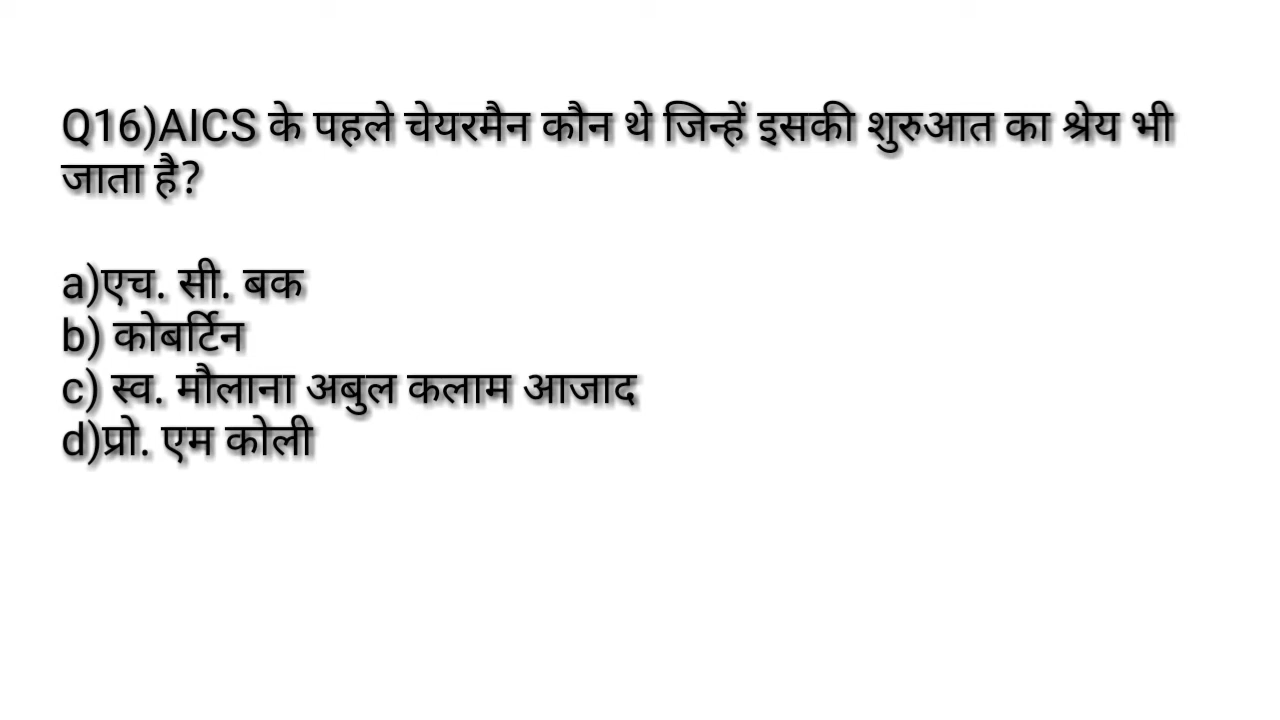 Q16)AICS के पहले चेयरमैन कौन थे जिन्हें इसकी शुरुआत का श्रेय भी
जाता है?
a)एच. सी. बक
b) कोबर्टिन
c) स्व. मौलाना अबुल कलाम आजाद
d)प्रो. एम कोली